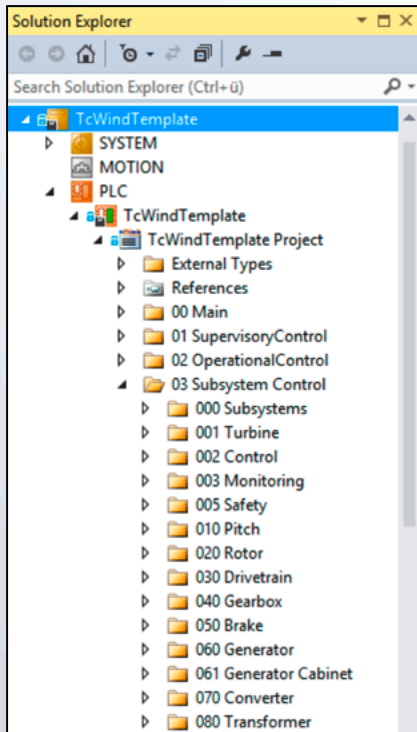 Solution Explorer
Search Solution Explorer (Ctrl+ü)
TcWindTemplate
SYSTEM
MOTION
PLC
TcWindTemplate
TcWindTemplate Project
External Types
References
00 Main
01 SupervisoryControl
02 OperationalControl
03 Subsystem Control
000 Subsystems
001 Turbine
002 Control
003 Monitoring
005 Safety
010 Pitch
020 Rotor
030 Drivetrain
040 Gearbox
050 Brake
060 Generator
061 Generator Cabinet
070 Converter
080 Transformer